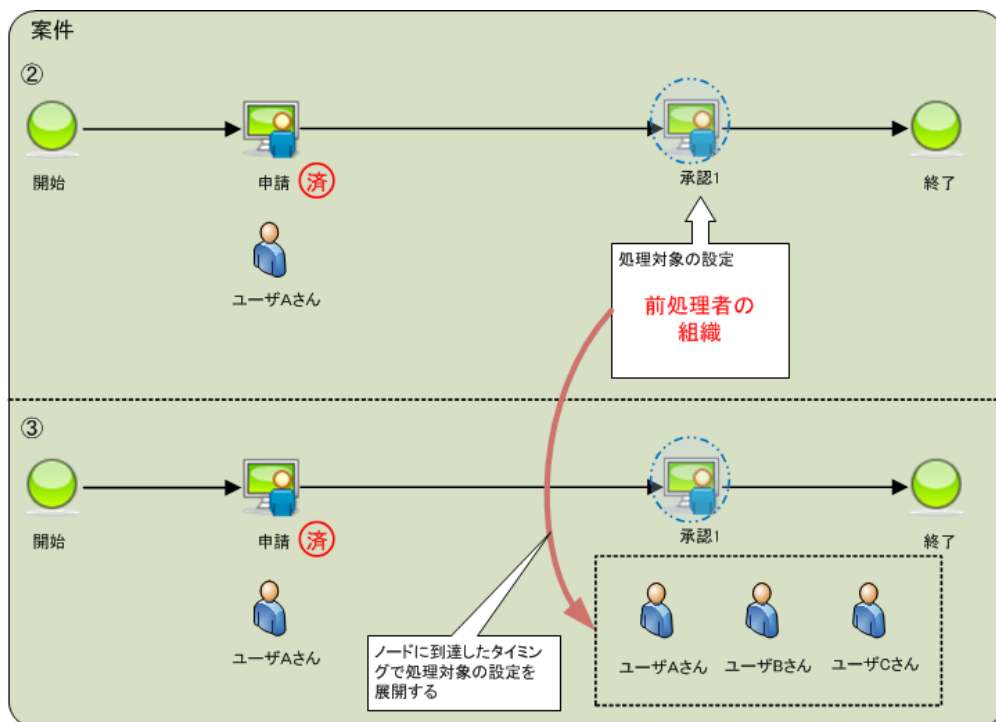 案件
②
開始
申請
済
承認1
終了
ユーザAさん
処理対象の設定
前処理者の
組織
③
開始
申請
済
承認1
終了
ユーザAさん
ノードに到達したタイミン
グで処理対象の設定を
展開する
ユーザAさん
ユーザBさん
ユーザCさん